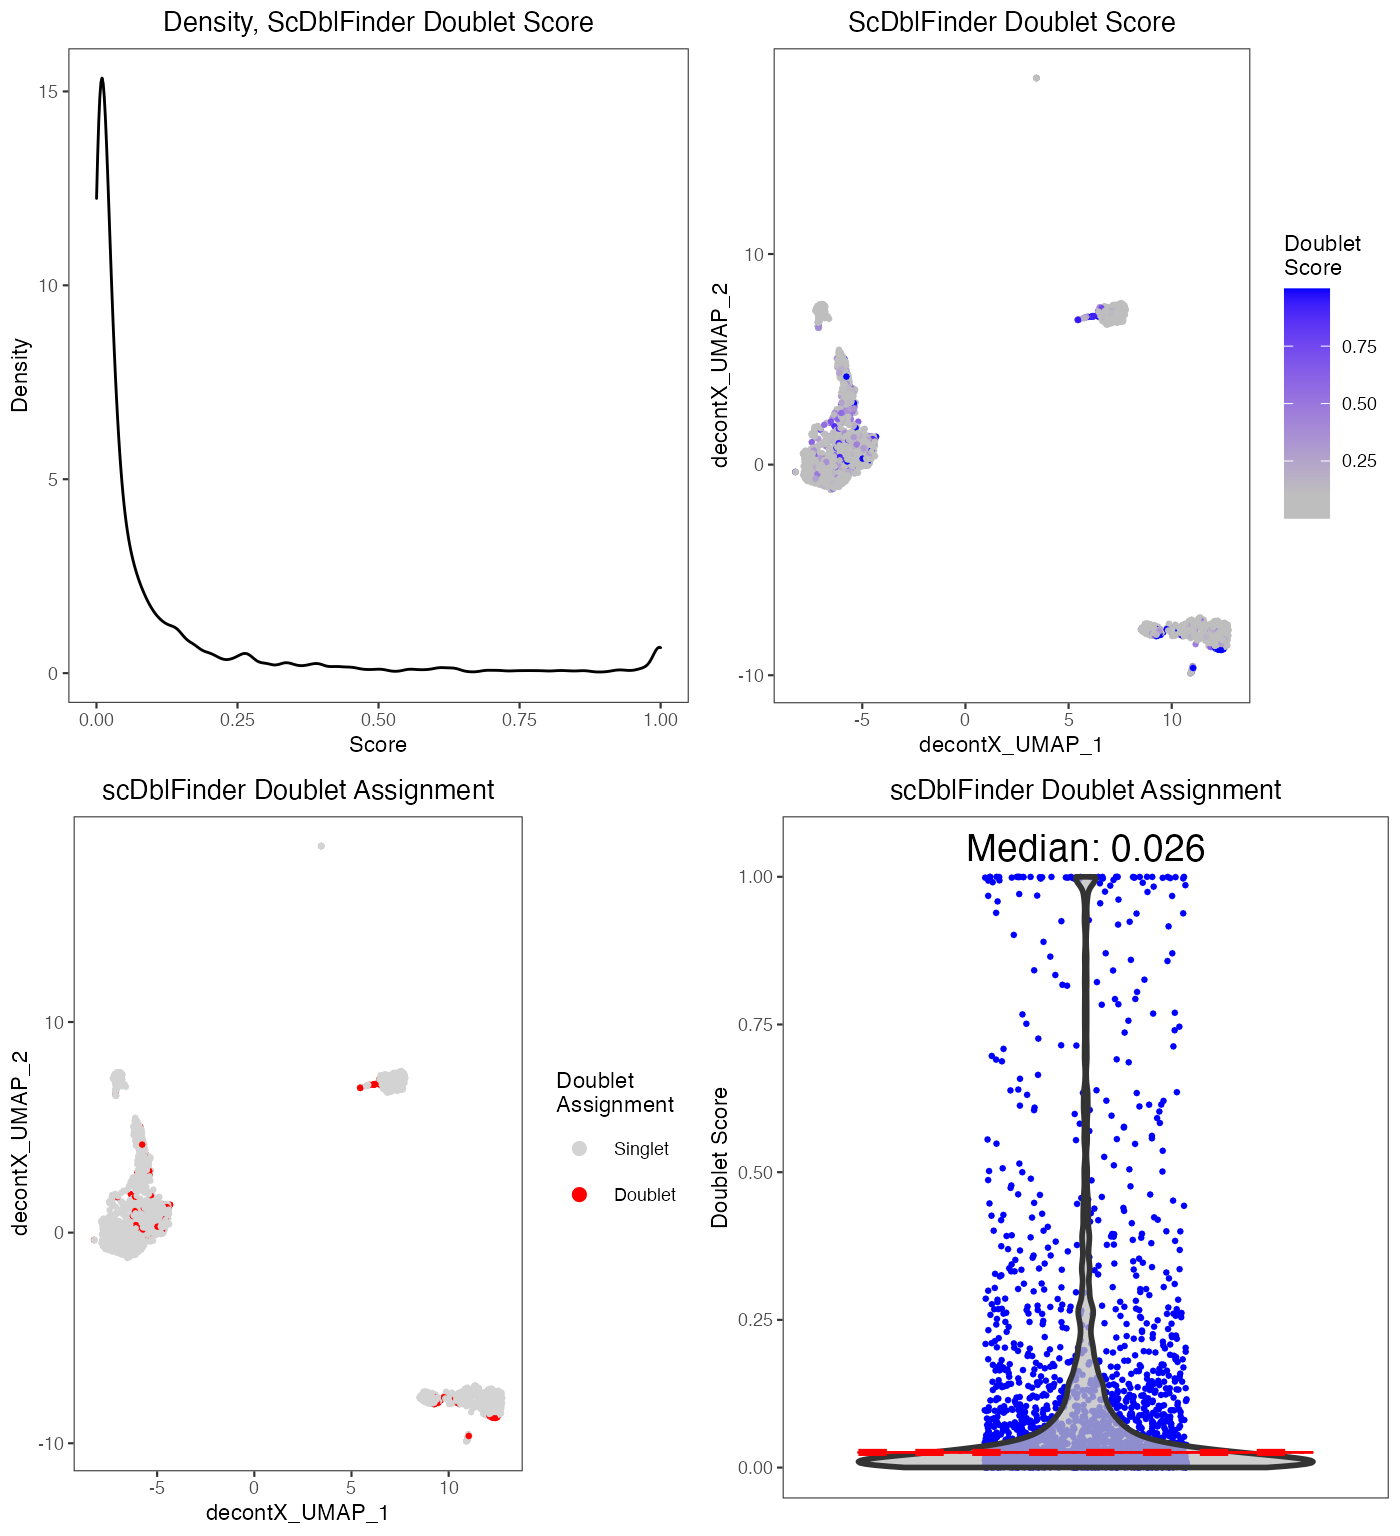 Density, ScDblFinder Doublet Score
Density
15
10
5
0
0.00
0.25
0.50
0.75
1.00
Score
ScDblFinder Doublet Score
decontX_UMAP_2
10
0
-10
-5
0
5
10
decontX_UMAP_1
Doublet
Score
0.75
0.50
0.25
scDblFinder Doublet Assignment
decontX_UMAP_2
10
0
-10
-5
0
5
10
decontX_UMAP_1
Doublet
Assignment
Singlet
Doublet
scDblFinder Doublet Assignment
Median: 0.026
Doublet Score
1.00
0.75
0.50
0.25
0.00